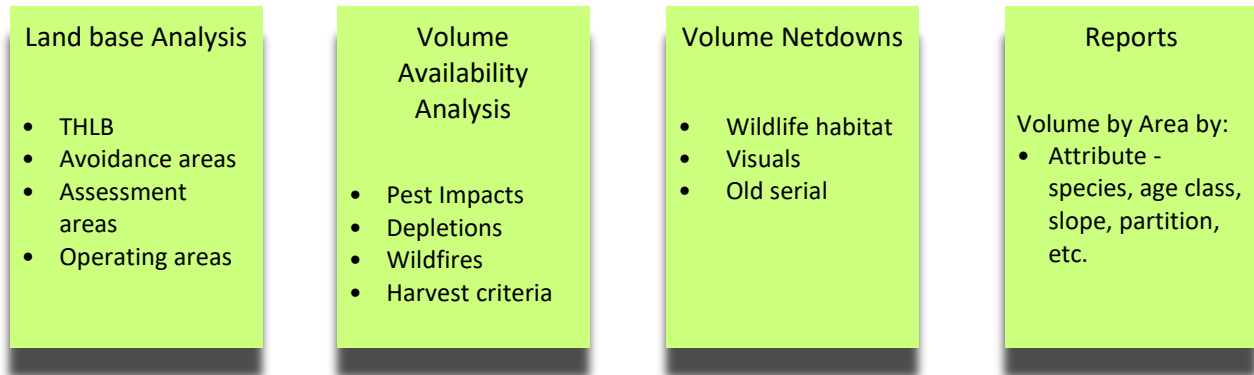 Land base Analysis
• THLB
• Avoidance areas
• Assessment
areas
• Operating areas
Volume
Availability
Analysis
• Pest Impacts
• Depletions
• Wildfires
• Harvest criteria
Volume Netdowns
• Wildlife habitat
• Visuals
• Old serial
Reports
Volume by Area by:
• Attribute -
species, age class,
slope, partition,
etc.